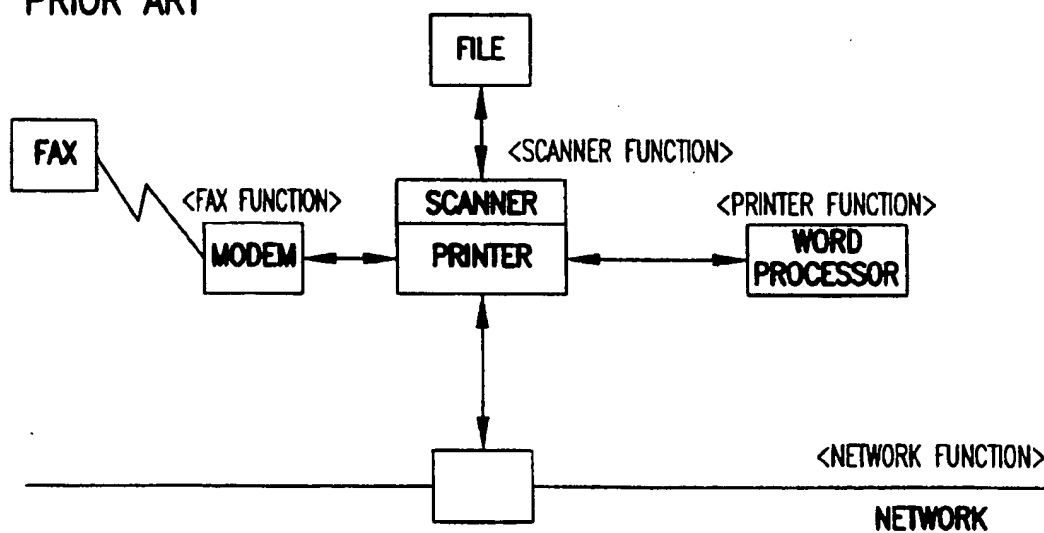 PRIOR ART
FILE
FAX
<SCANNER FUNCTION>
<FAX FUNCTION>
SCANNER
<PRINTER FUNCTION>
MODEM
PRINTER
WORD
PROCESSOR
<NETWORK FUNCTION>
NETWORK